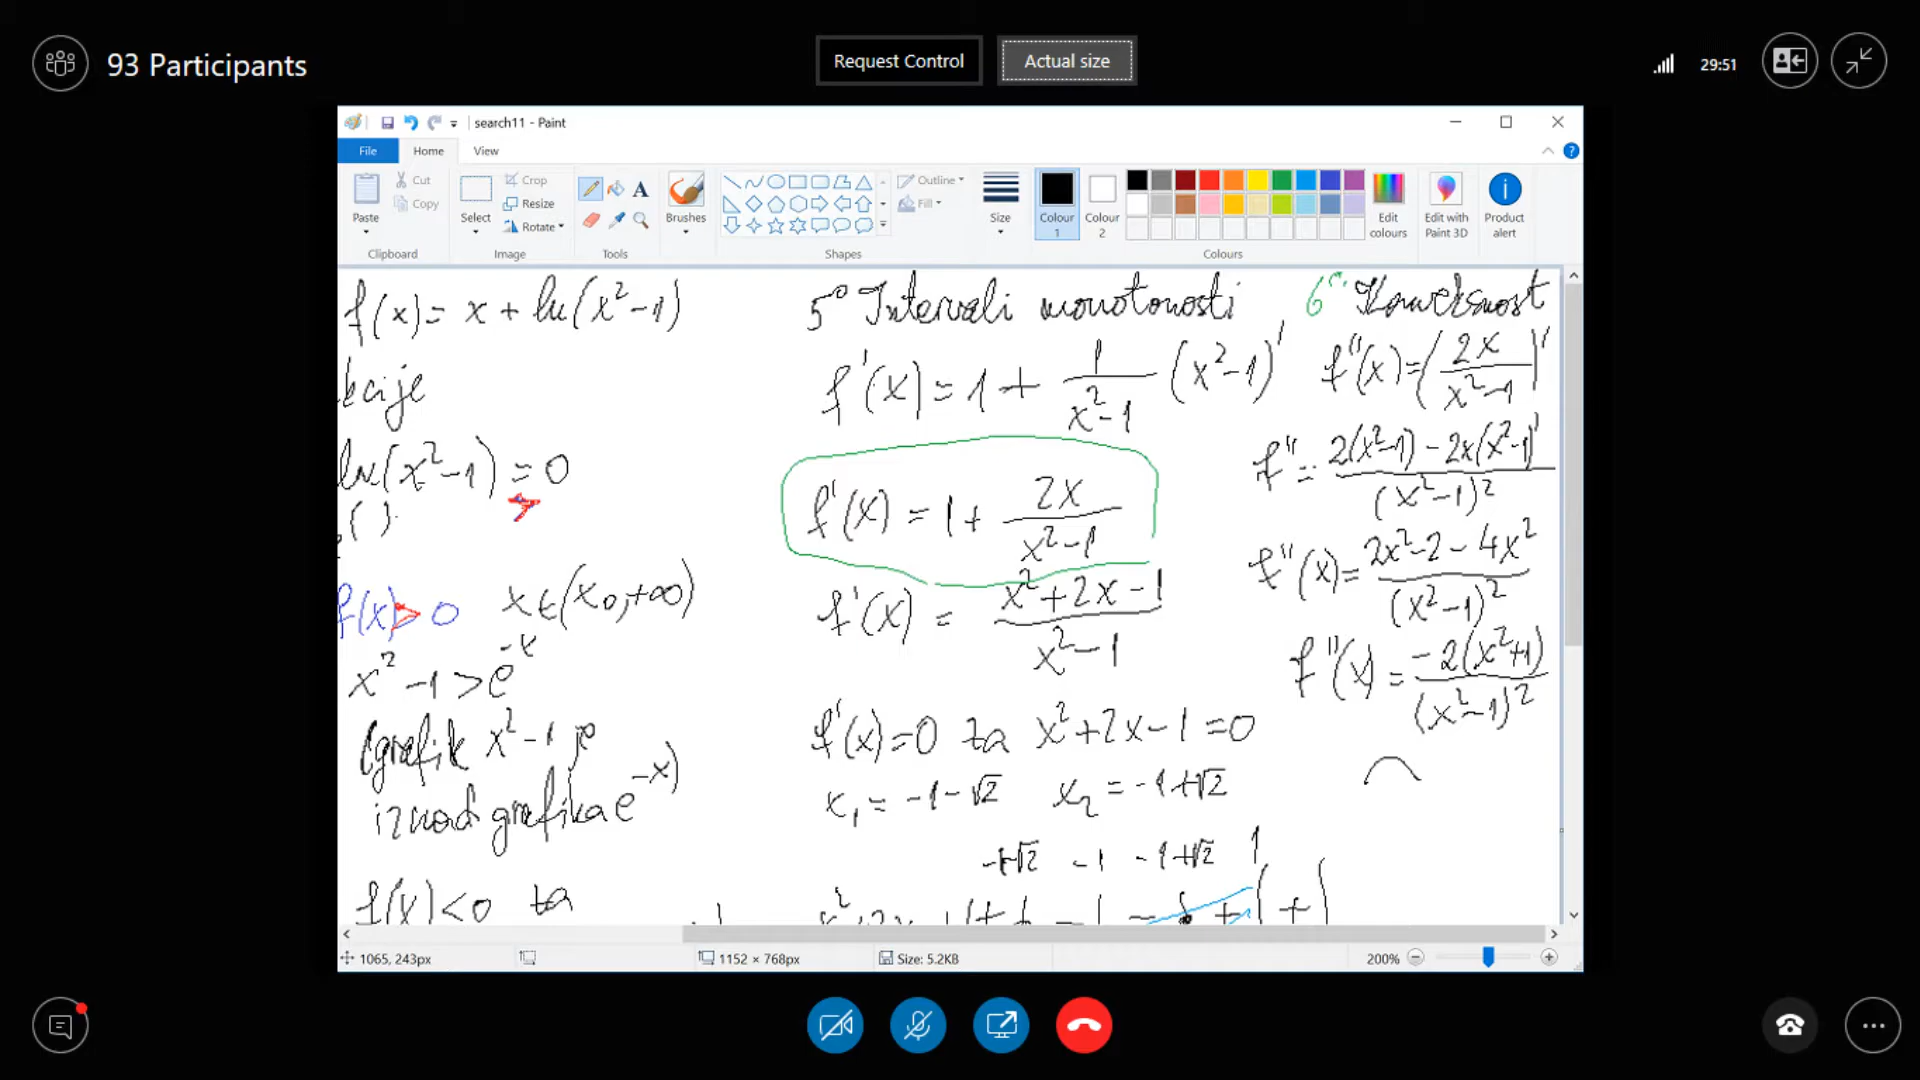 93 Participants
Request Control
Actual size
29:51
search11 - Paint
File
Home
View
Paste
Cut
Copy
Clipboard
Select
Crop
Resize
Rotate
Image
Tools
Brushes
Outline
Fill
Shapes
Size
Colour 1
Colour 2
Edit colours
Colours
Edit with Paint 3D
Product alert
f(x) = x + ln(x²-1)
kcije
ln(x²-1) = 0
( )
f(x) > 0
x ∈ (x₀, +∞)
x² - 1 > e^-x
(grafik x² - 1 je
iznad grafika e^-x)
f(x) < 0 za
5° Intervali monotonosti
f'(x) = 1 + 1/(x²-1) (x²-1)'
f'(x) = 1 + 2x/(x²-1)
f'(x) = (x²+2x-1)/(x²-1)
f'(x) = 0 za x²+2x-1 = 0
x₁ = -1-√2 x₂ = -1+√2
-1 -1+√2 1
6° Konveksnost
f''(x) = (2x/(x²-1))'
f'' = (2(x²-1) - 2x(x²-1)')/(x²-1)²
f''(x) = (2x²-2-4x²)/(x²-1)²
f''(x) = -2(x²+1)/(x²-1)²
1065, 243px
1152 × 768px
Size: 5.2KB
200%